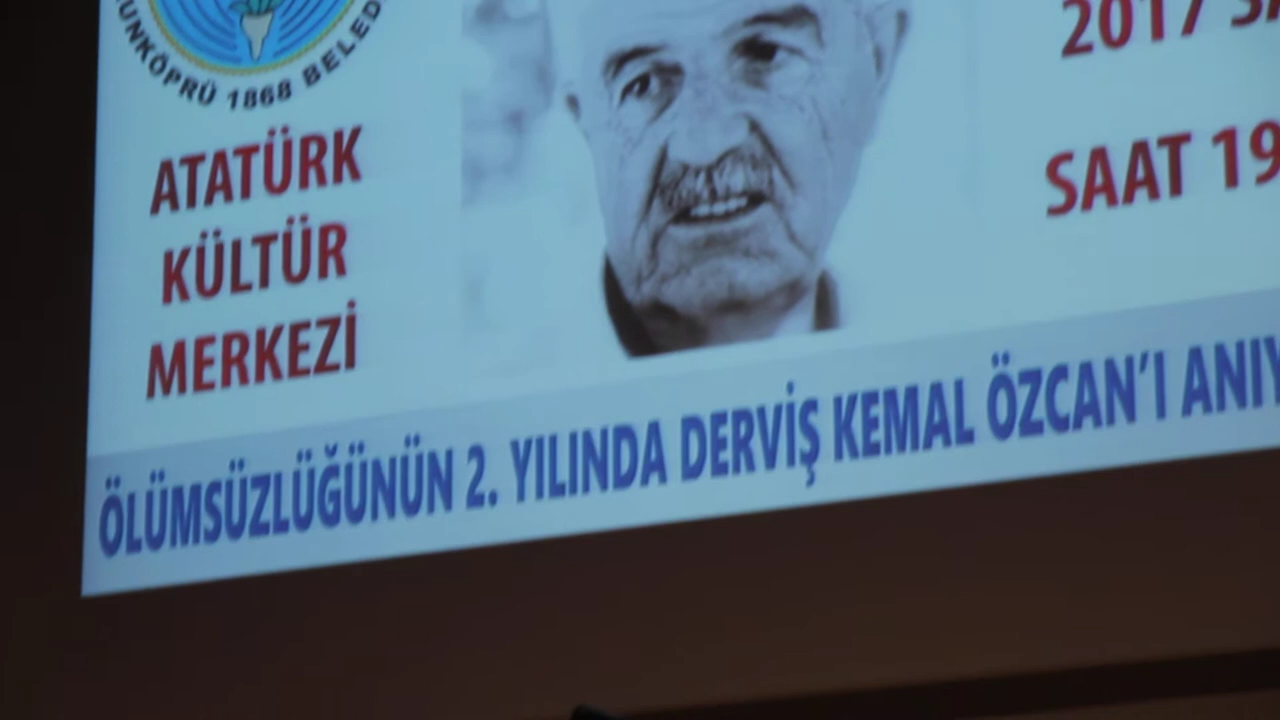 UNKÖPRÜ 1868 BELED
ATATÜRK
KÜLTÜR
MERKEZİ
2017
SAAT 19
ÖLÜMSÜZLÜĞÜNÜN 2. YILINDA DERVİŞ KEMAL ÖZCAN'I ANIY